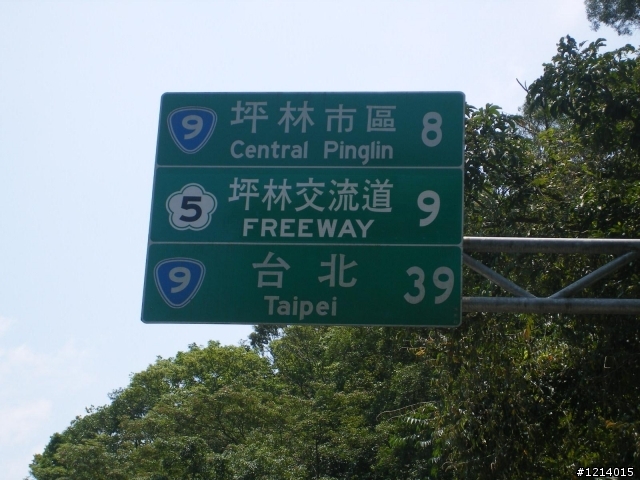 9 坪林市區 8
Central Pinglin
5 坪林交流道 9
FREEWAY
9 台北 39
Taipei
#1214015